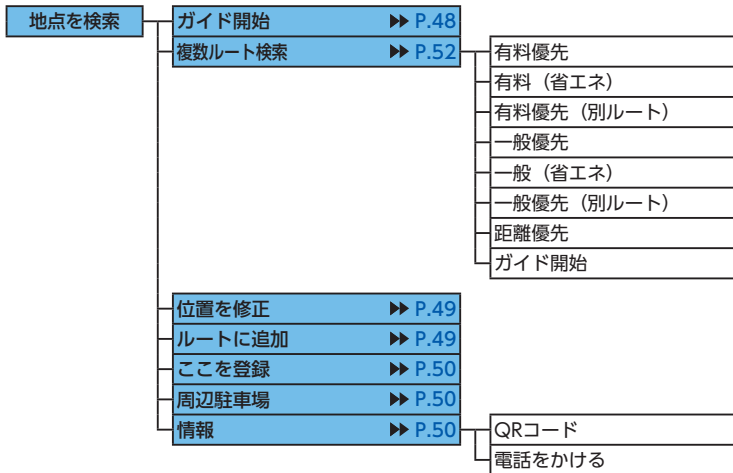 地点を検索
ガイド開始 ▶▶ P.48
複数ルート検索 ▶▶ P.52
有料優先
有料（省エネ）
有料優先（別ルート）
一般優先
一般（省エネ）
一般優先（別ルート）
距離優先
ガイド開始
位置を修正 ▶▶ P.49
ルートに追加 ▶▶ P.49
ここを登録 ▶▶ P.50
周辺駐車場 ▶▶ P.50
情報 ▶▶ P.50
QRコード
電話をかける